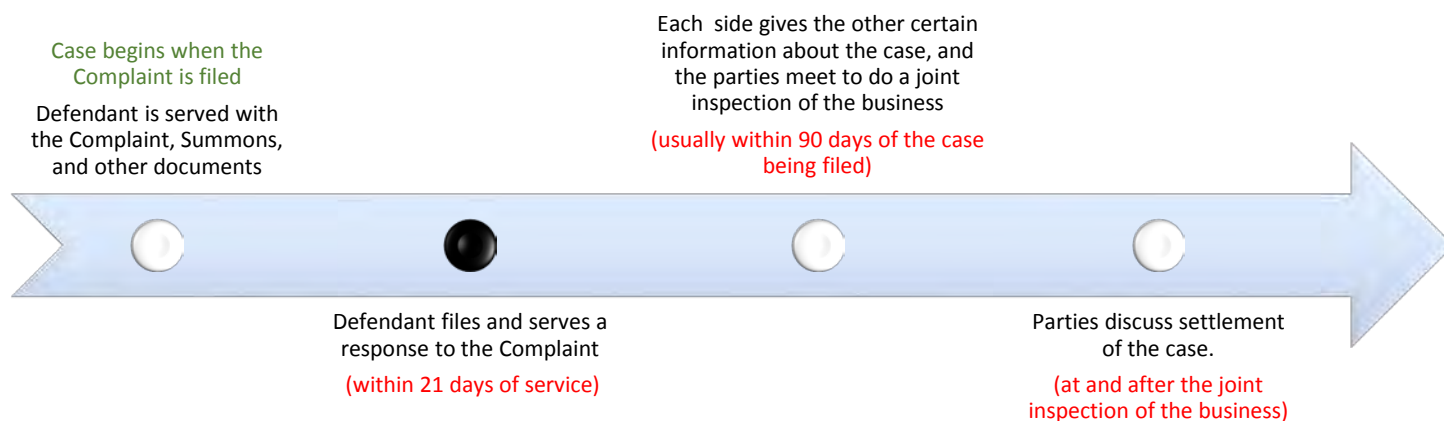 Case begins when the
Complaint is filed
Defendant is served with
the Complaint, Summons,
and other documents
Defendant files and serves a
response to the Complaint
(within 21 days of service)
Each side gives the other certain
information about the case, and
the parties meet to do a joint
inspection of the business
(usually within 90 days of the case
being filed)
Parties discuss settlement
of the case.
(at and after the joint
inspection of the business)